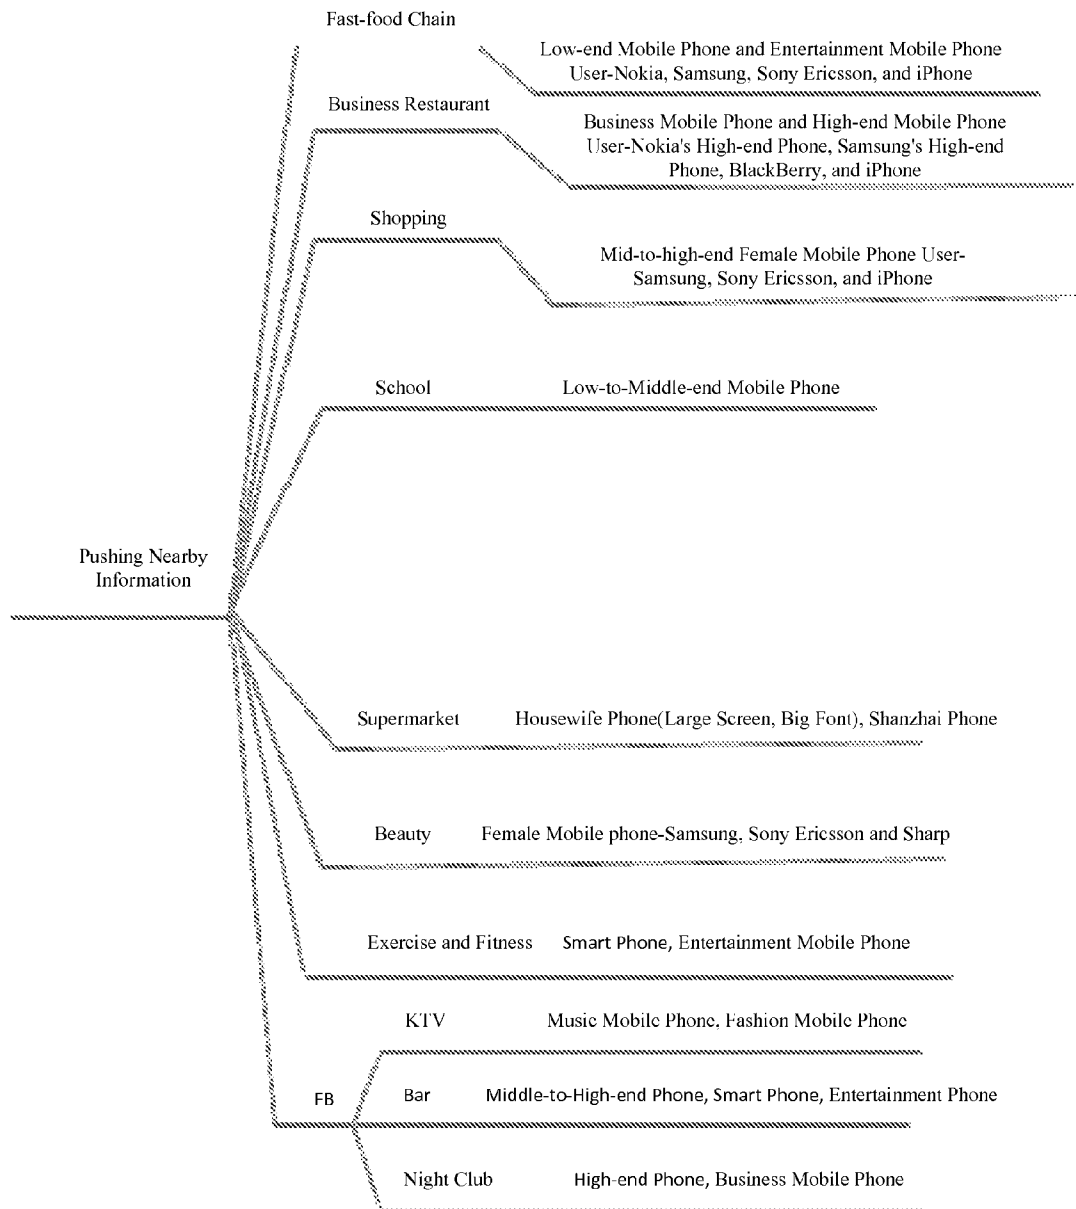 Fast-food Chain
Low-end Mobile Phone and Entertainment Mobile Phone
User-Nokia, Samsung, Sony Ericsson, and iPhone
Business Restaurant
Business Mobile Phone and High-end Mobile Phone
User-Nokia's High-end Phone, Samsung's High-end
Phone, BlackBerry, and iPhone
Shopping
Mid-to-high-end Female Mobile Phone User-
Samsung, Sony Ericsson, and iPhone
School Low-to-Middle-end Mobile Phone
Pushing Nearby
Information
Supermarket Housewife Phone(Large Screen, Big Font), Shanzhai Phone
Beauty Female Mobile phone-Samsung, Sony Ericsson and Sharp
Exercise and Fitness Smart Phone, Entertainment Mobile Phone
KTV Music Mobile Phone, Fashion Mobile Phone
FB Bar Middle-to-High-end Phone, Smart Phone, Entertainment Phone
Night Club High-end Phone, Business Mobile Phone